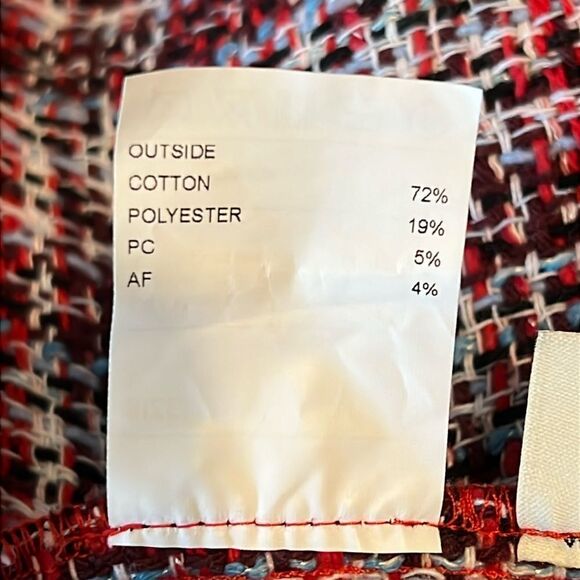 OUTSIDE
COTTON 72%
POLYESTER 19%
PC 5%
AF 4%